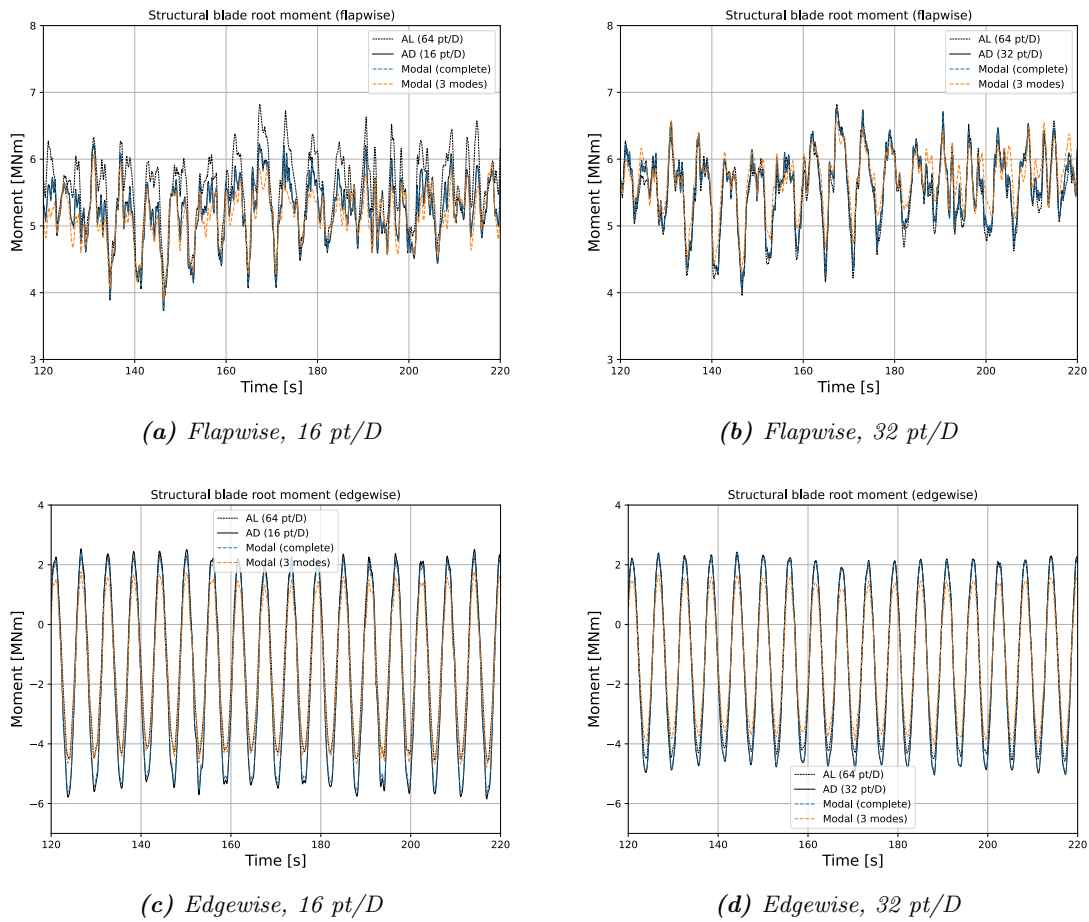 Structural blade root moment (flapwise)
8
7
6
5
4
3
Moment [MNm]
AL (64 pt/D)
AD (16 pt/D)
Modal (complete)
Modal (3 modes)
120 140 160 180 200 220
Time [s]
(a) Flapwise, 16 pt/D
Structural blade root moment (flapwise)
8
7
6
5
4
3
Moment [MNm]
AL (64 pt/D)
AD (32 pt/D)
Modal (complete)
Modal (3 modes)
120 140 160 180 200 220
Time [s]
(b) Flapwise, 32 pt/D
Structural blade root moment (edgewise)
4
2
0
−2
−4
−6
Moment [MNm]
AL (64 pt/D)
AD (16 pt/D)
Modal (complete)
Modal (3 modes)
120 140 160 180 200 220
Time [s]
(c) Edgewise, 16 pt/D
Structural blade root moment (edgewise)
4
2
0
−2
−4
−6
Moment [MNm]
AL (64 pt/D)
AD (32 pt/D)
Modal (complete)
Modal (3 modes)
120 140 160 180 200 220
Time [s]
(d) Edgewise, 32 pt/D